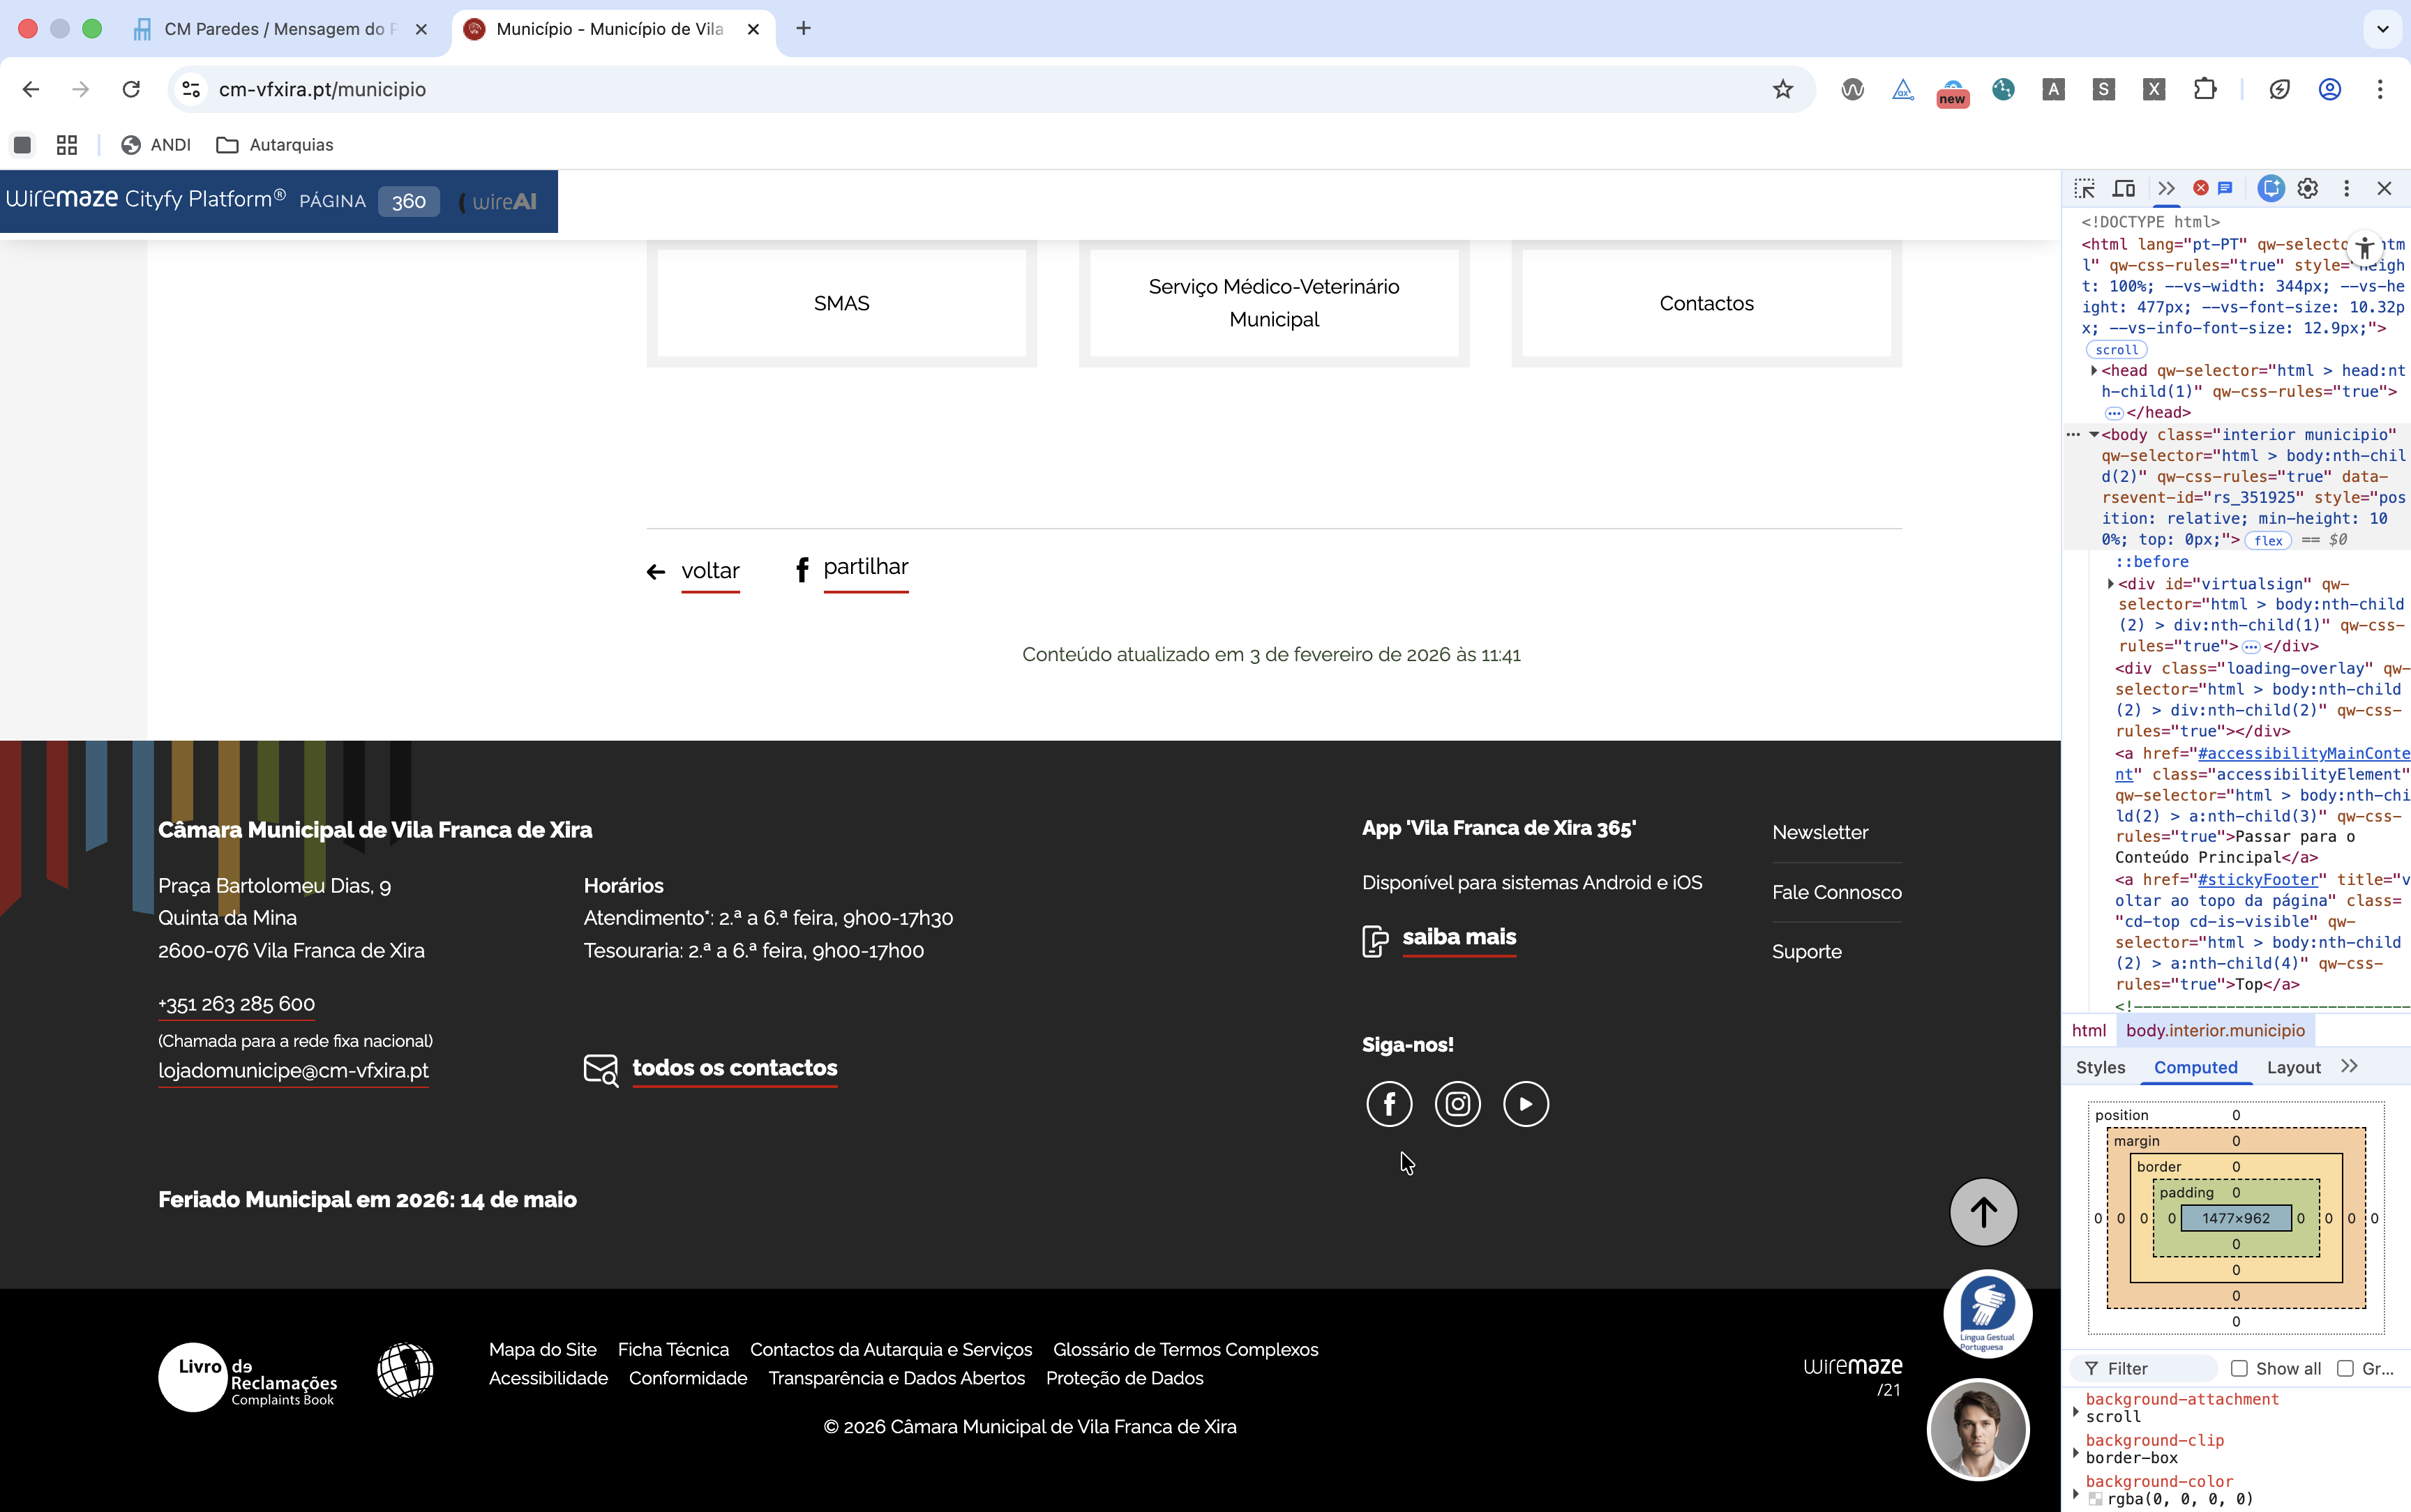 CM Paredes / Mensagem do P
Município - Município de Vila
cm-vfxira.pt/municipio
new
A
S
X
ANDI
Autarquias
wiremaze Cityfy Platform® PÁGINA 360 wireAI
SMAS
Serviço Médico-Veterinário
Municipal
Contactos
voltar
partilhar
Conteúdo atualizado em 3 de fevereiro de 2026 às 11:41
Câmara Municipal de Vila Franca de Xira
Praça Bartolomeu Dias, 9
Quinta da Mina
2600-076 Vila Franca de Xira
+351 263 285 600
(Chamada para a rede fixa nacional)
lojadomunicipe@cm-vfxira.pt
Horários
Atendimento*: 2.ª a 6.ª feira, 9h00-17h30
Tesouraria: 2.ª a 6.ª feira, 9h00-17h00
todos os contactos
App 'Vila Franca de Xira 365'
Disponível para sistemas Android e iOS
saiba mais
Siga-nos!
Newsletter
Fale Connosco
Suporte
Feriado Municipal em 2026: 14 de maio
Livro de
Reclamações
Complaints Book
Mapa do Site Ficha Técnica Contactos da Autarquia e Serviços Glossário de Termos Complexos
Acessibilidade Conformidade Transparência e Dados Abertos Proteção de Dados
© 2026 Câmara Municipal de Vila Franca de Xira
wiremaze
/21
Língua Gestual
Portuguesa
<!DOCTYPE html>
<html lang="pt-PT" qw-selecto htm
l" qw-css-rules="true" style="heigh
t: 100%; --vs-width: 344px; --vs-he
ight: 477px; --vs-font-size: 10.32p
x; --vs-info-font-size: 12.9px;">
scroll
<head qw-selector="html > head:nt
h-child(1)" qw-css-rules="true">
</head>
<body class="interior municipio"
qw-selector="html > body:nth-chil
d(2)" qw-css-rules="true" data-
rsevent-id="rs_351925" style="pos
ition: relative; min-height: 10
0%; top: 0px;"> flex == $0
::before
<div id="virtualsign" qw-
selector="html > body:nth-child
(2) > div:nth-child(1)" qw-css-
rules="true"> </div>
<div class="loading-overlay" qw-
selector="html > body:nth-child
(2) > div:nth-child(2)" qw-css-
rules="true"></div>
<a href="#accessibilityMainConte
nt" class="accessibilityElement"
qw-selector="html > body:nth-chi
ld(2) > a:nth-child(3)" qw-css-
rules="true">Passar para o
Conteúdo Principal</a>
<a href="#stickyFooter" title="v
oltar ao topo da página" class=
"cd-top cd-is-visible" qw-
selector="html > body:nth-child
(2) > a:nth-child(4)" qw-css-
rules="true">Top</a>
<!------------------------------
html body.interior.municipio
Styles Computed Layout
position 0
margin 0
border 0
padding 0
0 0 0 0 1477×962 0 0 0 0
0
0
0
0
Filter Show all Gr...
background-attachment
scroll
background-clip
border-box
background-color
rgba(0, 0, 0, 0)